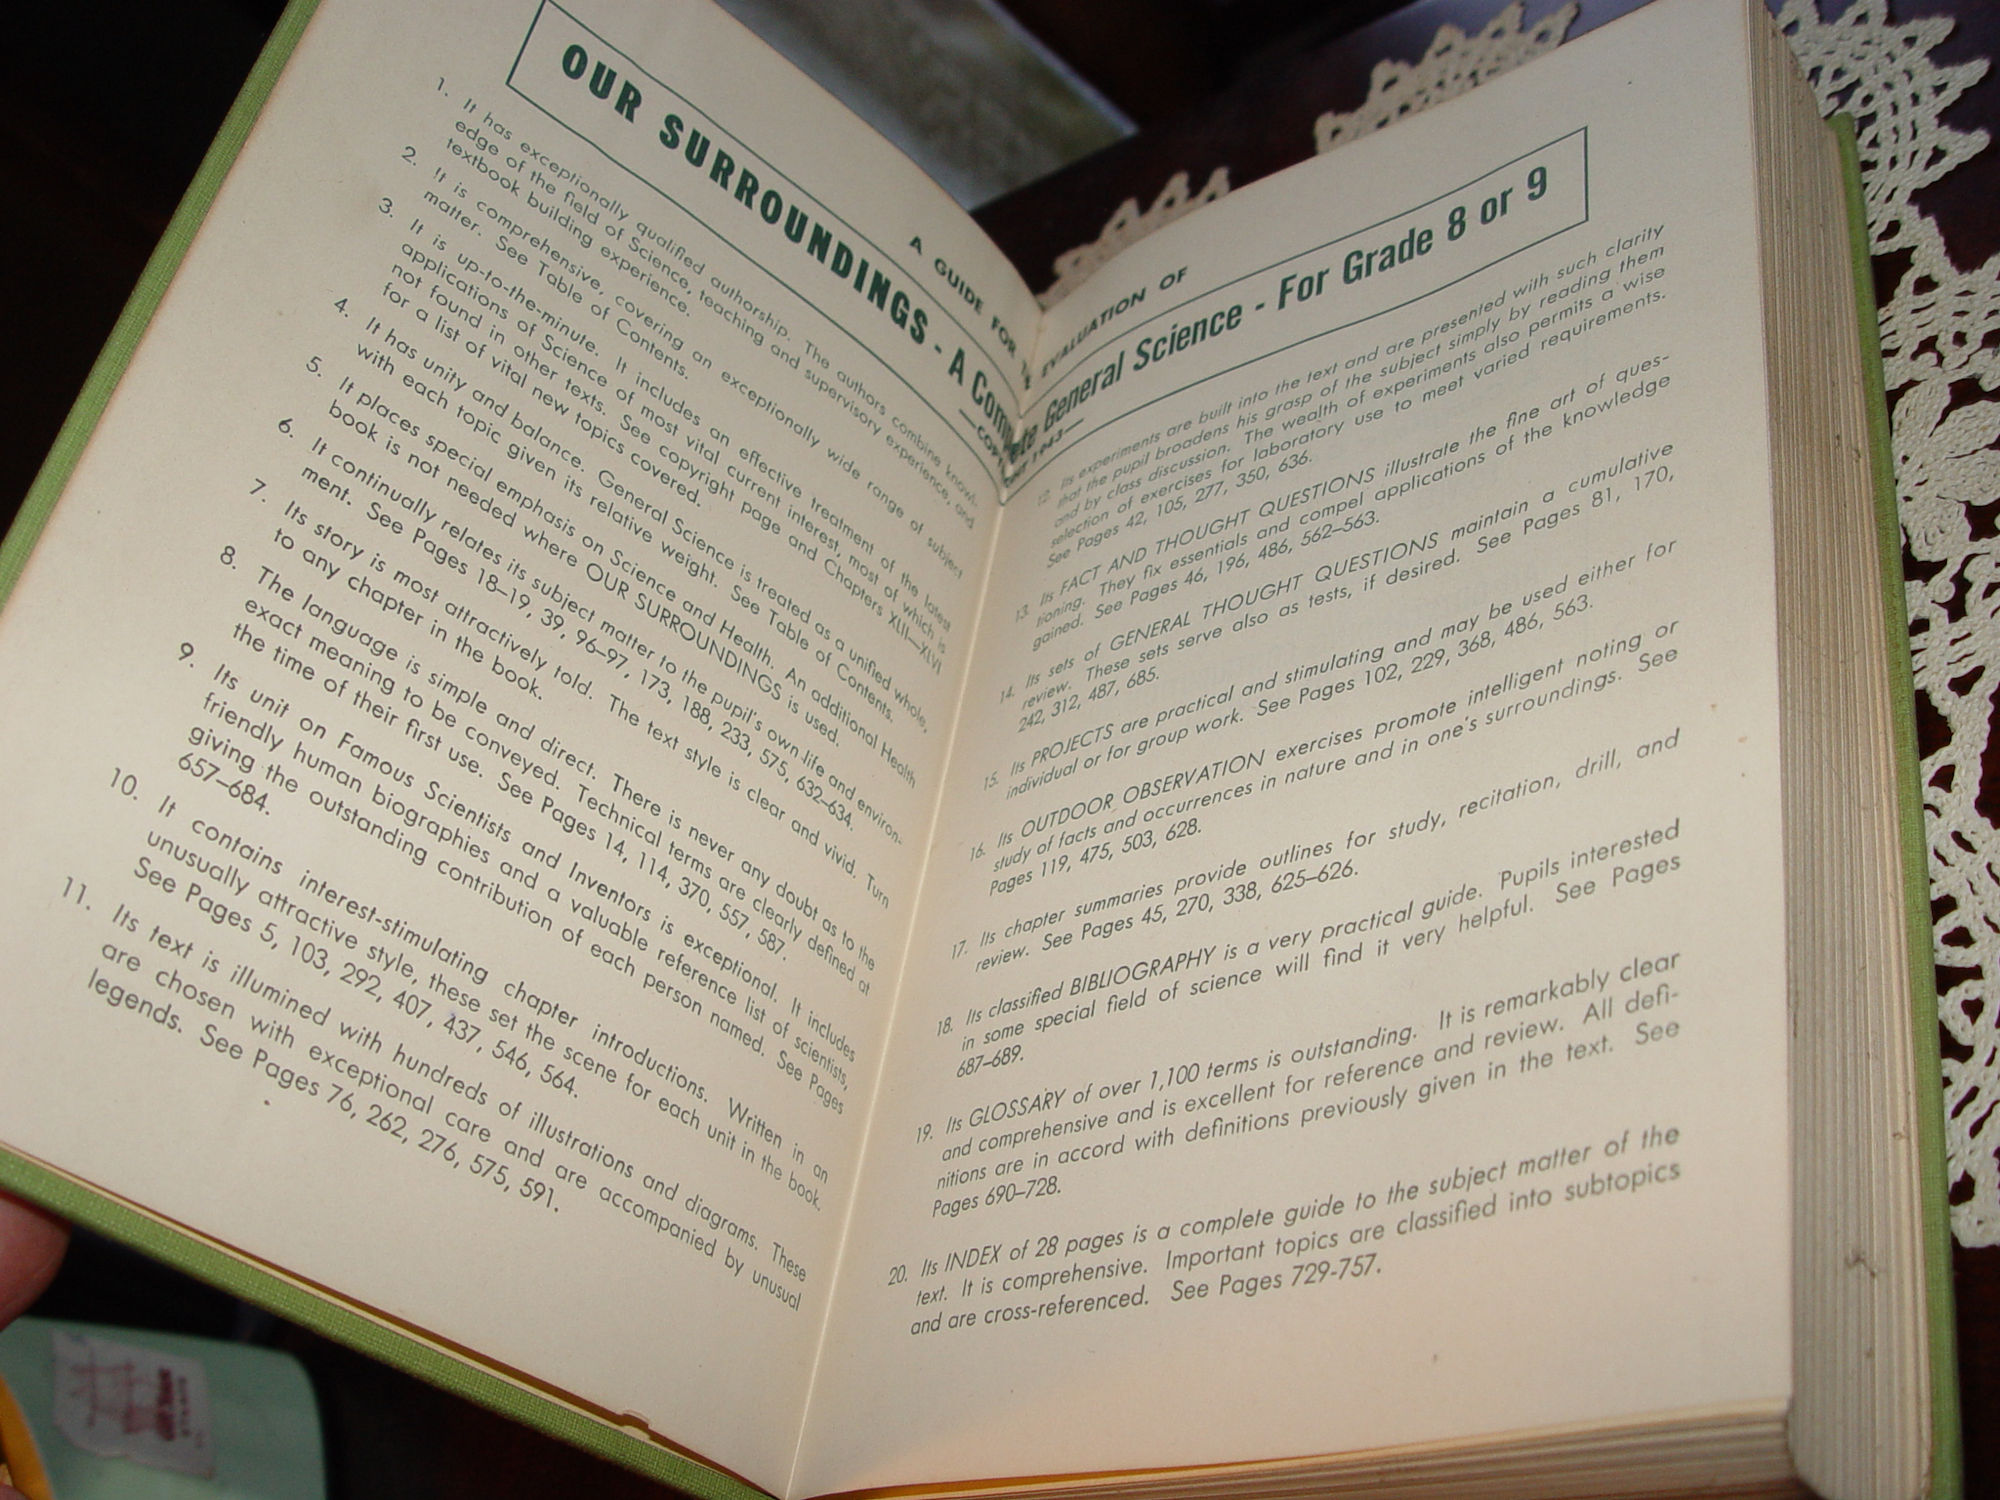 A GUIDE FOR THE EVALUATION OF
OUR SURROUNDINGS - A Complete General Science - For Grade 8 or 9
—COPYRIGHT 1943—
1. It has exceptionally qualified authorship. The authors combine knowl-
edge of the field of Science, teaching and supervisory experience, and
textbook building experience.
2. It is comprehensive, covering an exceptionally wide range of subject
matter. See Table of Contents.
3. It is up-to-the-minute. It includes an effective treatment of the latest
applications of Science of most vital current interest, most of which is
not found in other texts. See copyright page and Chapters XLII—XLVI
for a list of vital new topics covered.
4. It has unity and balance. General Science is treated as a unified whole,
with each topic given its relative weight. See Table of Contents.
5. It places special emphasis on Science and Health. An additional Health
book is not needed where OUR SURROUNDINGS is used.
6. It continually relates its subject matter to the pupil's own life and environ-
ment. See Pages 18–19, 39, 96–97, 173, 188, 233, 575, 632–634.
7. Its story is most attractively told. The text style is clear and vivid. Turn
to any chapter in the book.
8. The language is simple and direct. There is never any doubt as to the
exact meaning to be conveyed. Technical terms are clearly defined at
the time of their first use. See Pages 14, 114, 370, 557, 587.
9. Its unit on Famous Scientists and Inventors is exceptional. It includes
friendly human biographies and a valuable reference list of scientists,
giving the outstanding contribution of each person named. See Pages
657–684.
10. It contains interest-stimulating chapter introductions. Written in an
unusually attractive style, these set the scene for each unit in the book.
See Pages 5, 103, 292, 407, 437, 546, 564.
11. Its text is illumined with hundreds of illustrations and diagrams. These
are chosen with exceptional care and are accompanied by unusual
legends. See Pages 76, 262, 276, 575, 591.
12. Its experiments are built into the text and are presented with such clarity
that the pupil broadens his grasp of the subject simply by reading them
and by class discussion. The wealth of experiments also permits a wise
selection of exercises for laboratory use to meet varied requirements.
See Pages 42, 105, 277, 350, 636.
13. Its FACT AND THOUGHT QUESTIONS illustrate the fine art of ques-
tioning. They fix essentials and compel applications of the knowledge
gained. See Pages 46, 196, 486, 562–563.
14. Its sets of GENERAL THOUGHT QUESTIONS maintain a cumulative
review. These sets serve also as tests, if desired. See Pages 81, 170,
242, 312, 487, 685.
15. Its PROJECTS are practical and stimulating and may be used either for
individual or for group work. See Pages 102, 229, 368, 486, 563.
16. Its OUTDOOR OBSERVATION exercises promote intelligent noting or
study of facts and occurrences in nature and in one's surroundings. See
Pages 119, 475, 503, 628.
17. Its chapter summaries provide outlines for study, recitation, drill, and
review. See Pages 45, 270, 338, 625–626.
18. Its classified BIBLIOGRAPHY is a very practical guide. Pupils interested
in some special field of science will find it very helpful. See Pages
687–689.
19. Its GLOSSARY of over 1,100 terms is outstanding. It is remarkably clear
and comprehensive and is excellent for reference and review. All defi-
nitions are in accord with definitions previously given in the text. See
Pages 690–728.
20. Its INDEX of 28 pages is a complete guide to the subject matter of the
text. It is comprehensive. Important topics are classified into subtopics
and are cross-referenced. See Pages 729-757.